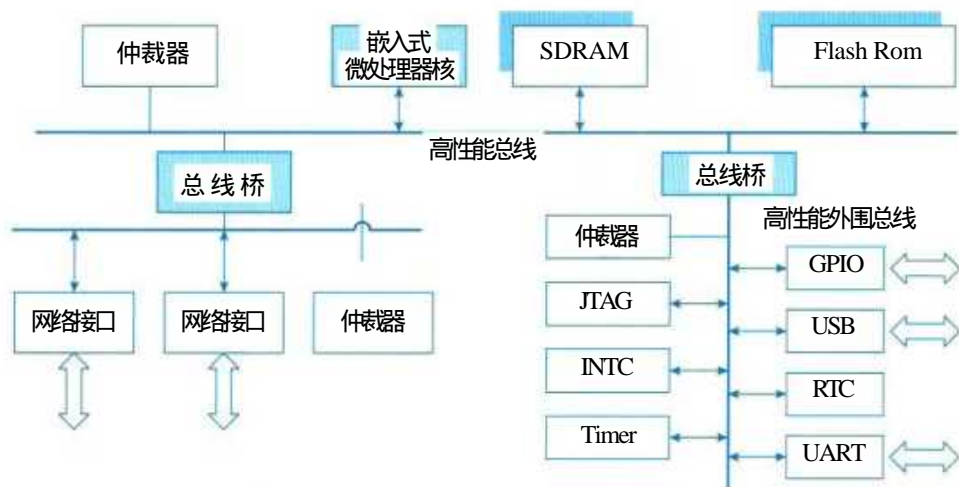 仲裁器
嵌入式
微处理器核
SDRAM
Flash Rom
高性能总线
总线桥
总线桥
高性能外围总线
仲裁器
GPIO
网络接口
网络接口
仲裁器
JTAG
USB
INTC
RTC
Timer
UART